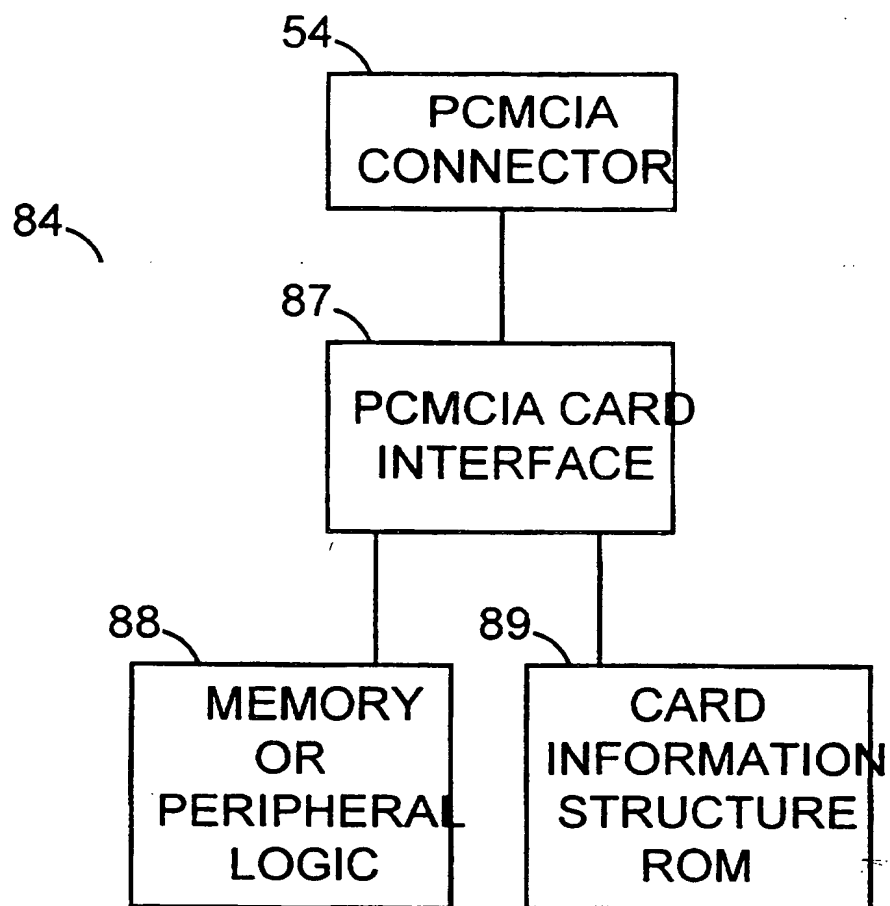 54
PCMCIA
CONNECTOR
84
87
PCMCIA CARD
INTERFACE
88
MEMORY
OR
PERIPHERAL
LOGIC
89
CARD
INFORMATION
STRUCTURE
ROM